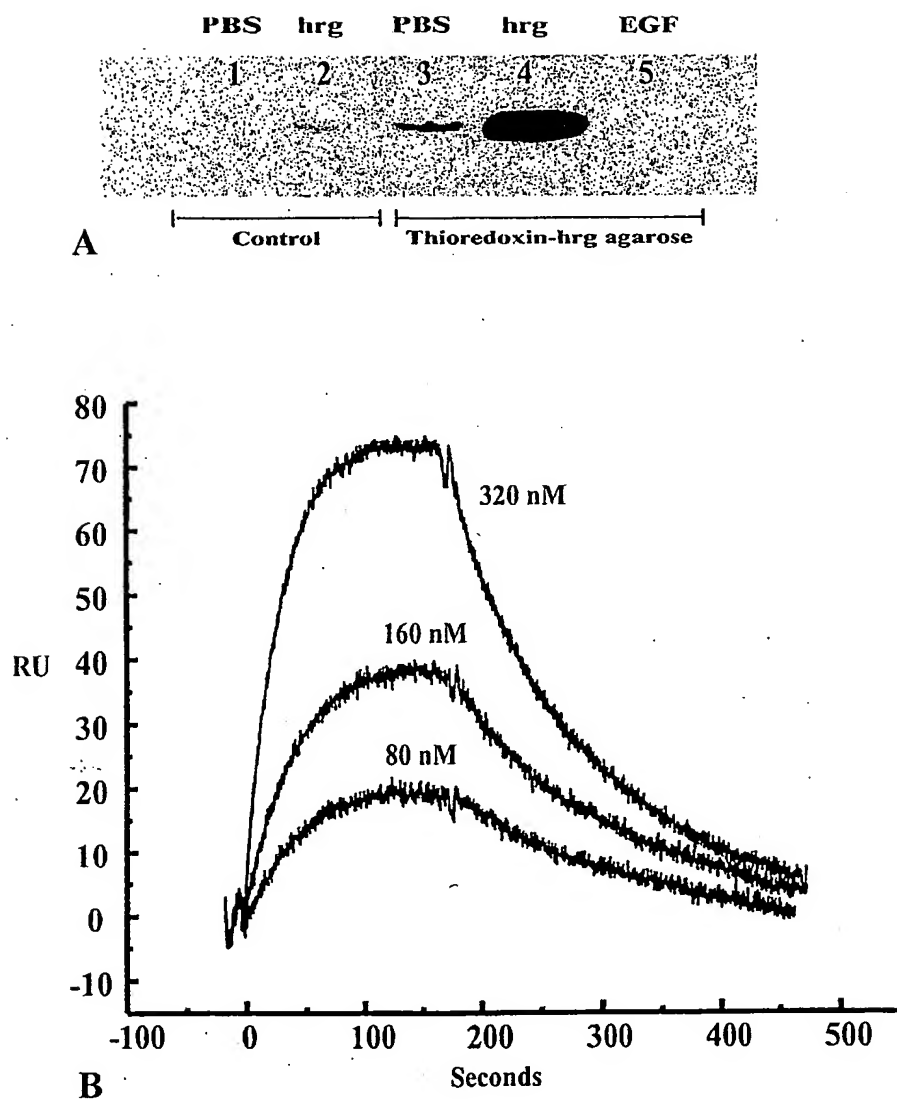 PBS hrg PBS hrg EGF
1 2 3 4 5
Control Thioredoxin-hrg agarose
A
80
70
320 nM
60
50
160 nM
RU 40
30
80 nM
20
10
0
-10
-100 0 100 200 300 400 500
Seconds
B